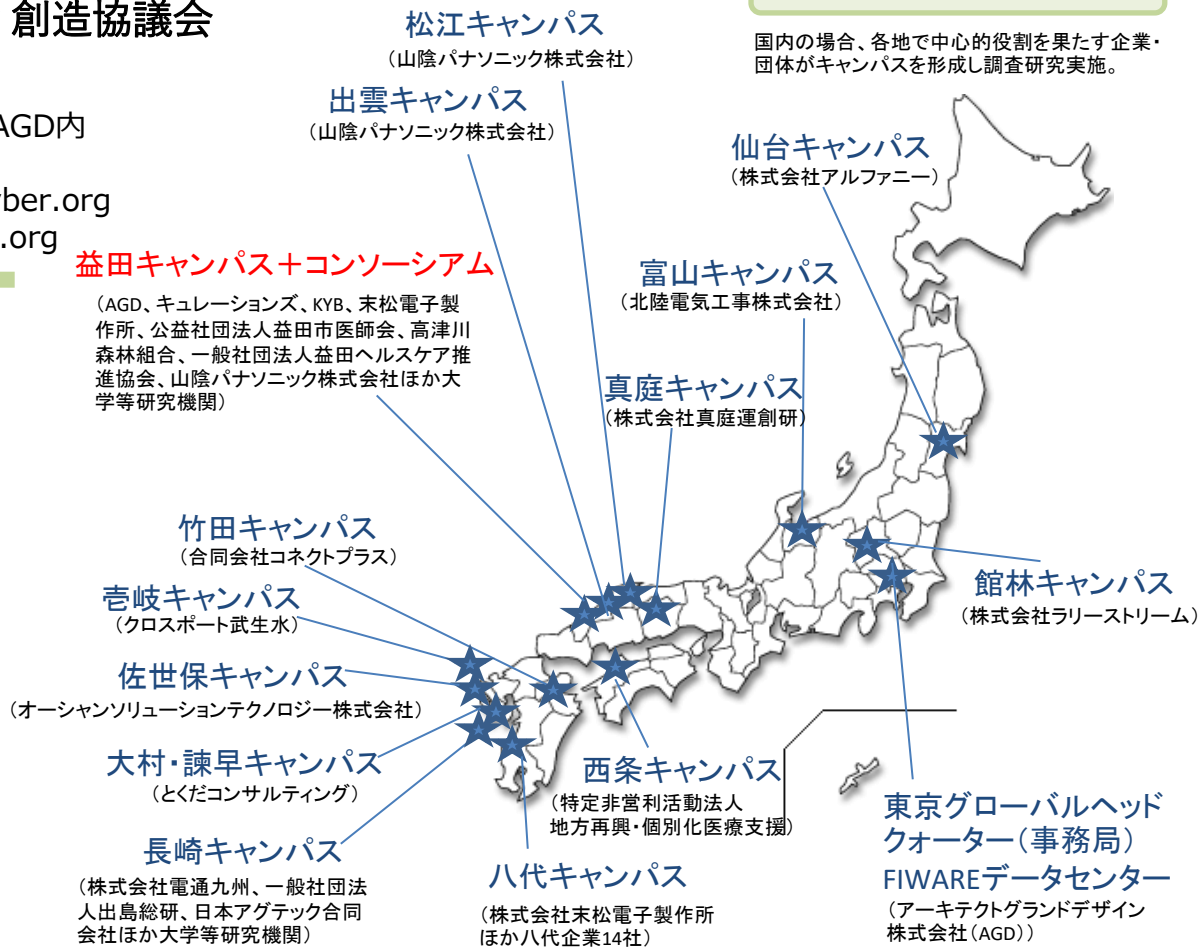 創造協議会
AGD内
ber.org
.org
国内の場合、各地で中心的役割を果たす企業・
団体がキャンパスを形成し調査研究実施。
松江キャンパス
（山陰パナソニック株式会社）
出雲キャンパス
（山陰パナソニック株式会社）
仙台キャンパス
（株式会社アルファニー）
益田キャンパス＋コンソーシアム
（AGD、キュレーションズ、KYB、末松電子製
作所、公益社団法人益田市医師会、高津川
森林組合、一般社団法人益田ヘルスケア推
進協会、山陰パナソニック株式会社ほか大
学等研究機関）
富山キャンパス
（北陸電気工事株式会社）
真庭キャンパス
（株式会社真庭運創研）
竹田キャンパス
（合同会社コネクトプラス）
壱岐キャンパス
（クロスポート武生水）
佐世保キャンパス
（オーシャンソリューションテクノロジー株式会社）
大村・諫早キャンパス
（とくだコンサルティング）
長崎キャンパス
（株式会社電通九州、一般社団法
人出島総研、日本アグテック合同
会社ほか大学等研究機関）
八代キャンパス
（株式会社末松電子製作所
ほか八代企業14社）
西条キャンパス
（特定非営利活動法人
地方再興・個別化医療支援）
館林キャンパス
（株式会社ラリーストリーム）
東京グローバルヘッド
クォーター（事務局）
FIWAREデータセンター
（アーキテクトグランドデザイン
株式会社（AGD））